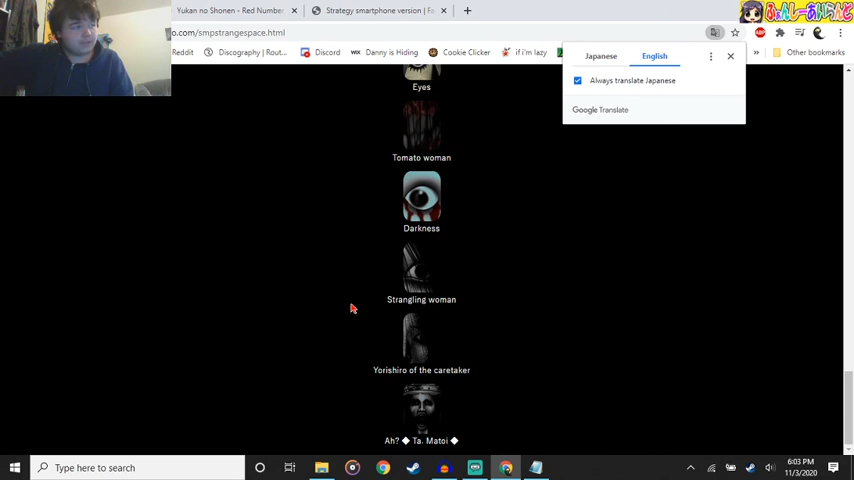 Yukan no Shonen - Red Number
Strategy smartphone version | Fa
o.com/smpstrangespace.html
Reddit
Discography | Rout...
Discord
Danny is Hiding
Cookie Clicker
if i'm lazy
Other bookmarks
Japanese
English
Always translate Japanese
Google Translate
Eyes
Tomato woman
Darkness
Strangling woman
Yorishiro of the caretaker
Ah? ◆ Ta. Matoi ◆
Type here to search
6:03 PM
11/3/2020